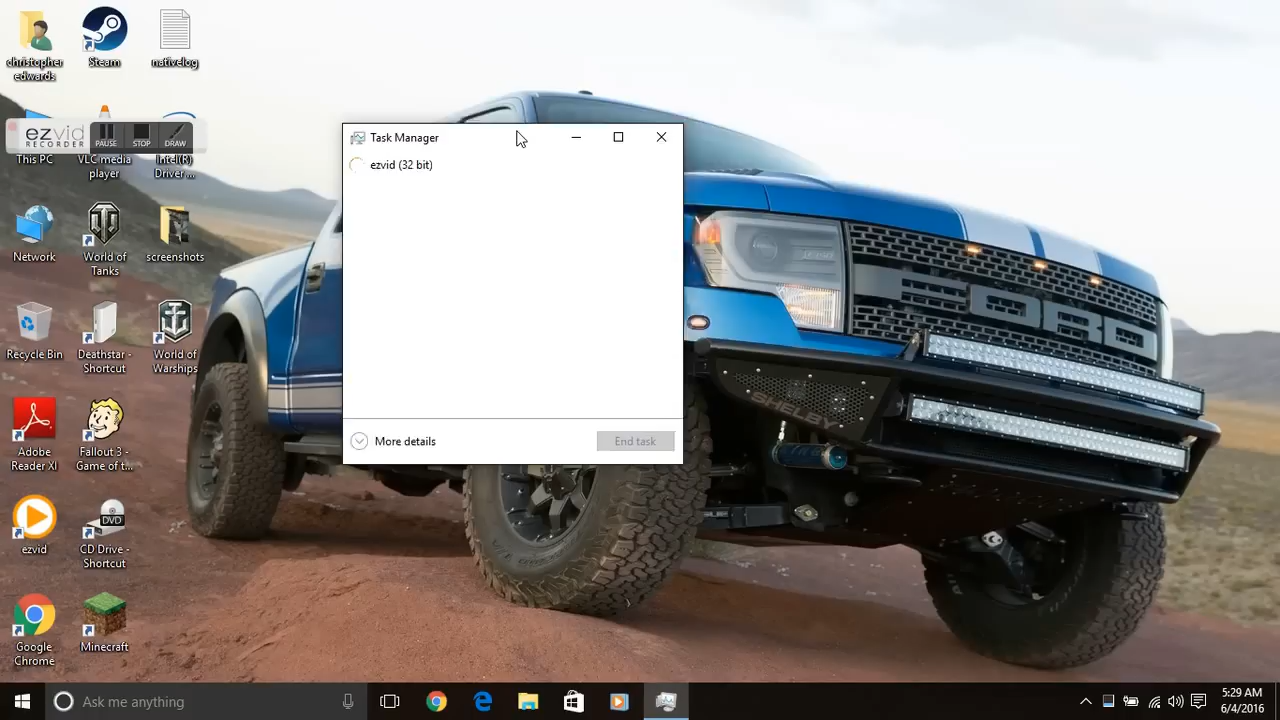 christopher
edwards
Steam
nativelog
ezvid
RECORDER
PAUSE
STOP
DRAW
This PC
VLC media
player
Intel(R)
Driver ...
Network
World of
Tanks
screenshots
Recycle Bin
Deathstar -
Shortcut
World of
Warships
Adobe
Reader XI
Fallout 3 -
Game of t...
ezvid
DVD
CD Drive -
Shortcut
Google
Chrome
Minecraft
Task Manager
ezvid (32 bit)
More details
End task
FORD
SHELBY
Ask me anything
5:29 AM
6/4/2016